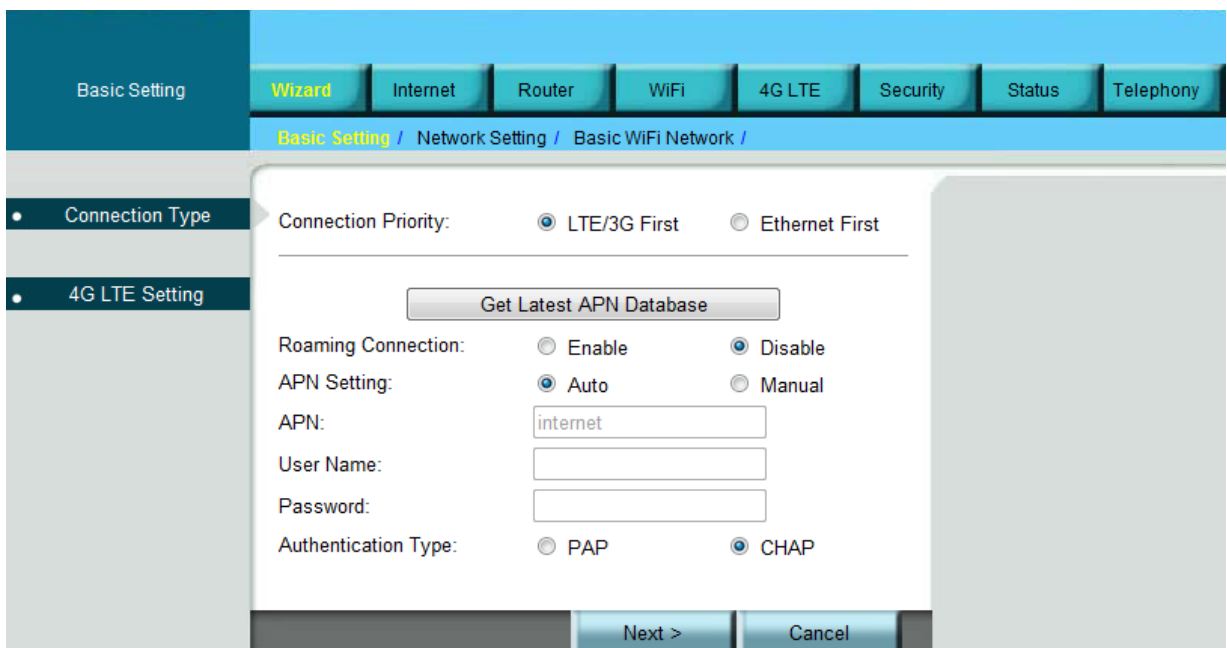 Basic Setting
Wizard Internet Router WiFi 4G LTE Security Status Telephony
Basic Setting / Network Setting / Basic WiFi Network /
Connection Type
Connection Priority: LTE/3G First Ethernet First
4G LTE Setting
Get Latest APN Database
Roaming Connection: Enable Disable
APN Setting: Auto Manual
APN: internet
User Name:
Password:
Authentication Type: PAP CHAP
Next > Cancel